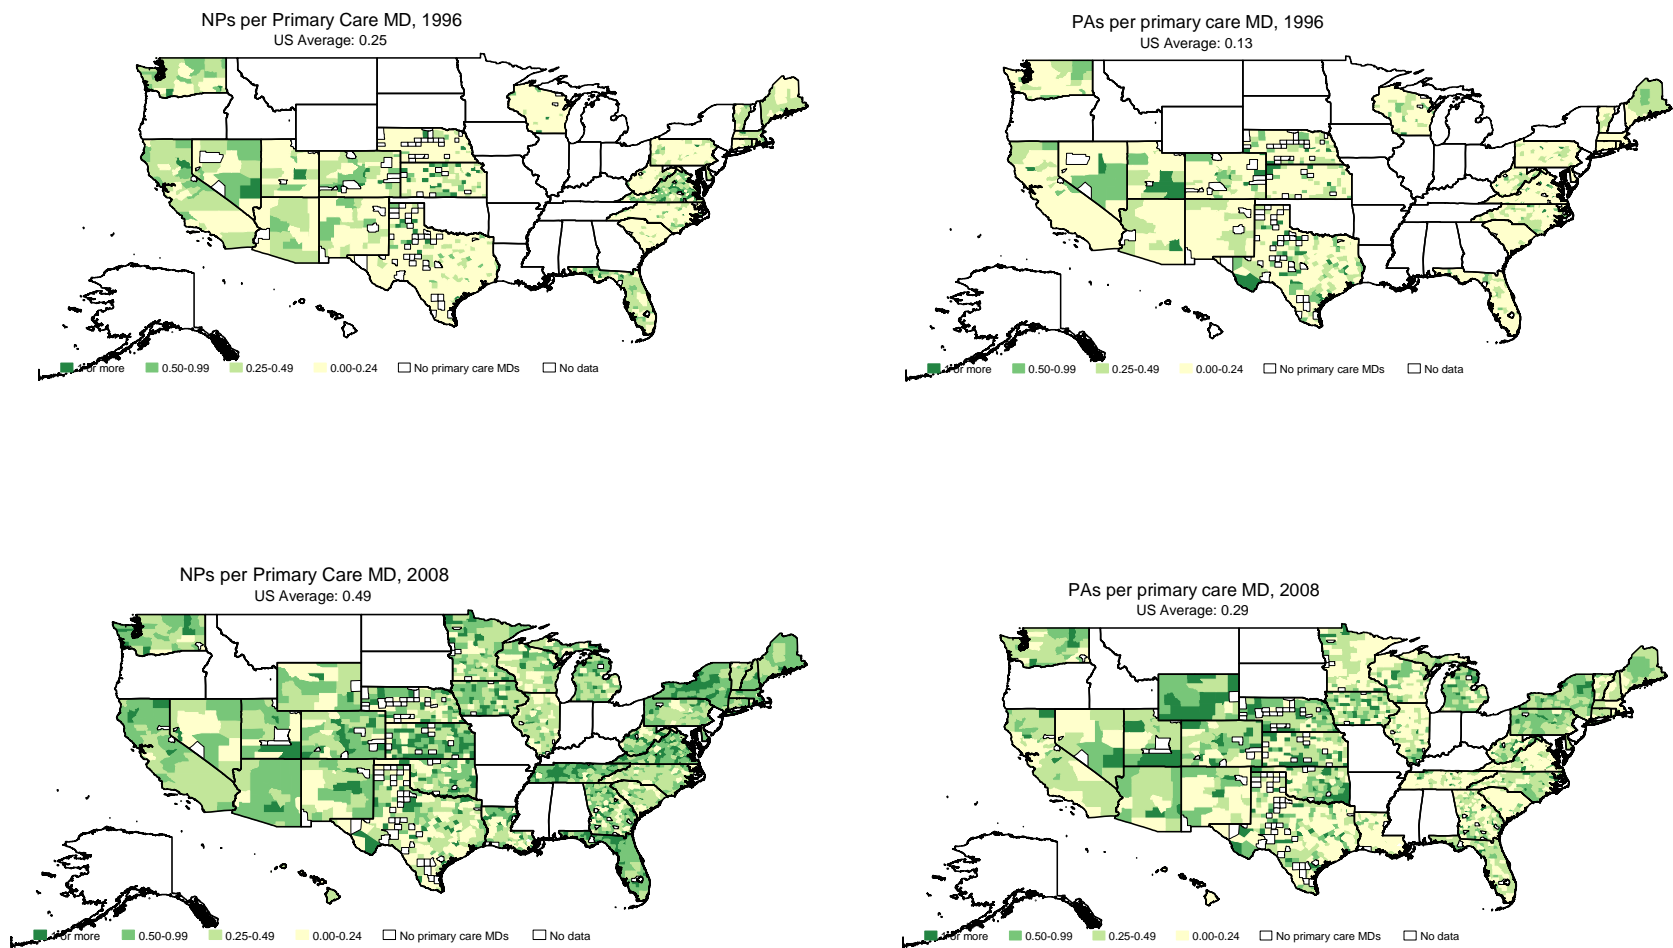 NPs per Primary Care MD, 1996
US Average: 0.25
or more 0.50-0.99 0.25-0.49 0.00-0.24 No primary care MDs No data
PAs per primary care MD, 1996
US Average: 0.13
or more 0.50-0.99 0.25-0.49 0.00-0.24 No primary care MDs No data
NPs per Primary Care MD, 2008
US Average: 0.49
or more 0.50-0.99 0.25-0.49 0.00-0.24 No primary care MDs No data
PAs per primary care MD, 2008
US Average: 0.29
or more 0.50-0.99 0.25-0.49 0.00-0.24 No primary care MDs No data